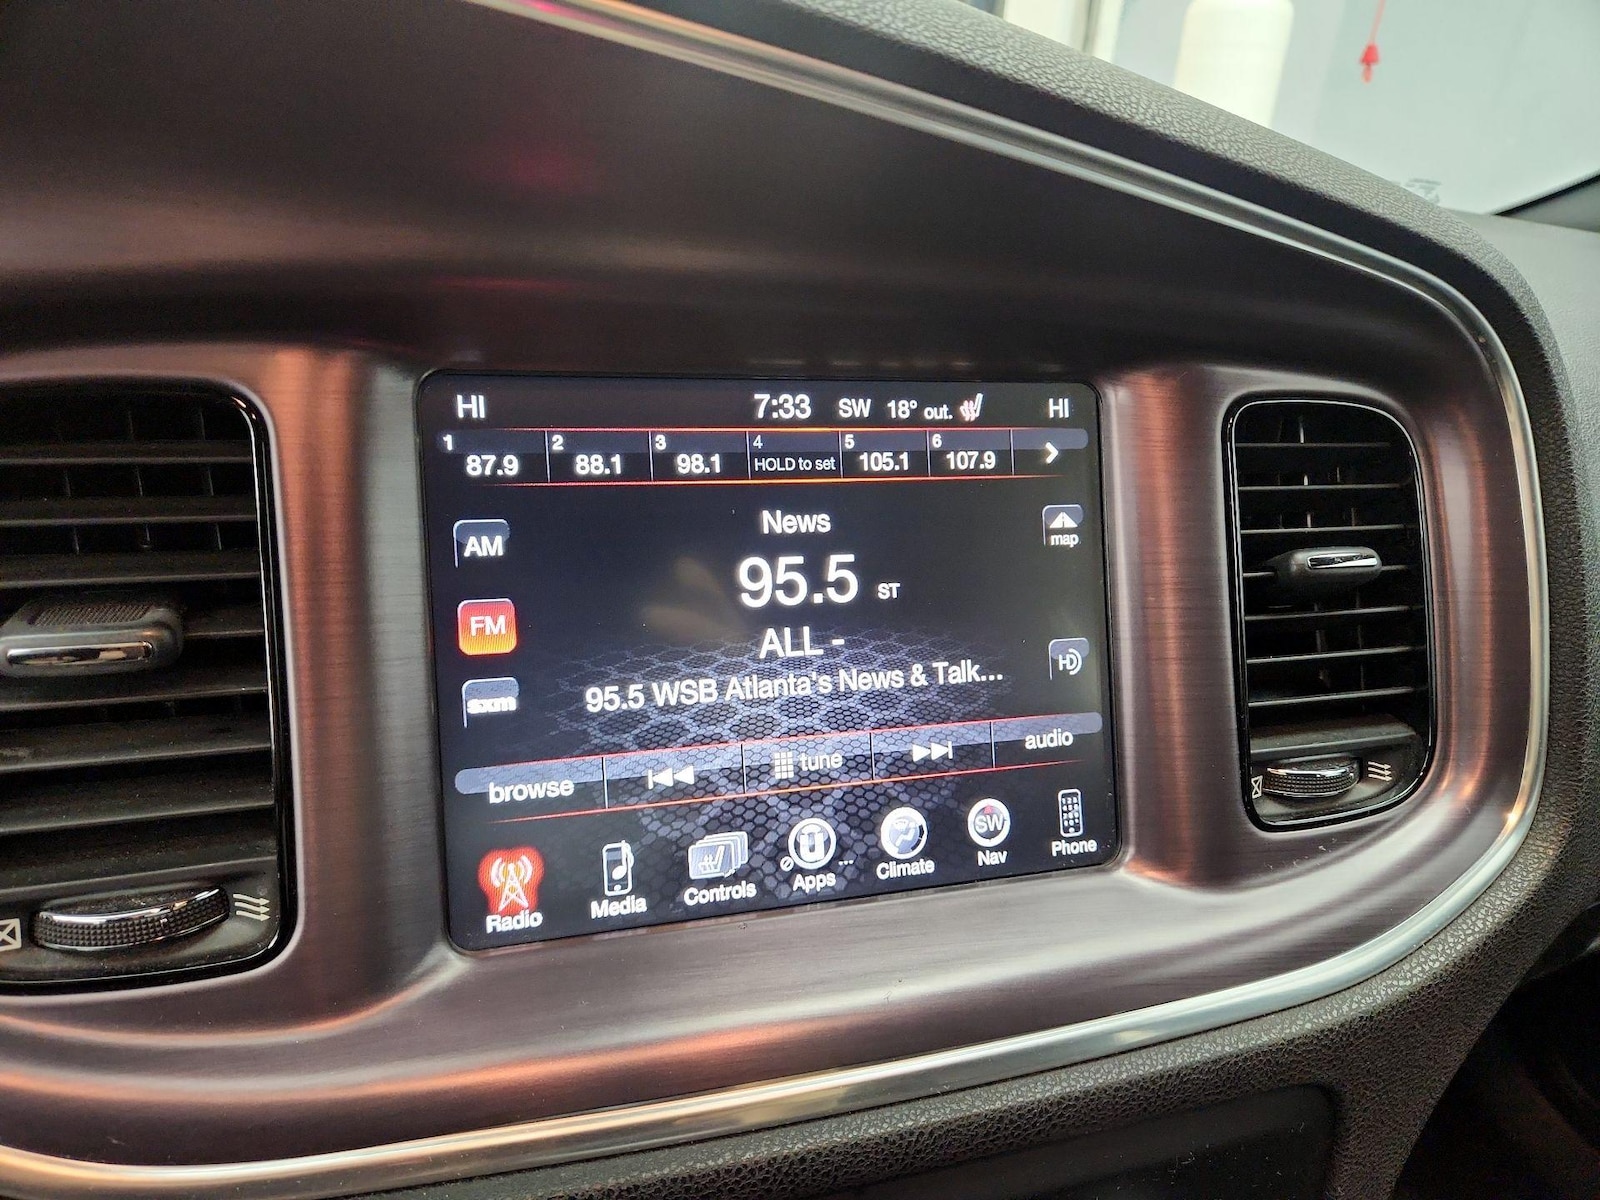 HI 7:33 SW 18° out. HI
1 87.9 2 88.1 3 98.1 4 HOLD to set 5 105.1 6 107.9
News
AM
map
95.5 ST
FM
ALL -
HD
sxm
95.5 WSB Atlanta's News & Talk...
browse tune audio
Radio Media Controls Apps ... Climate SW Nav Phone